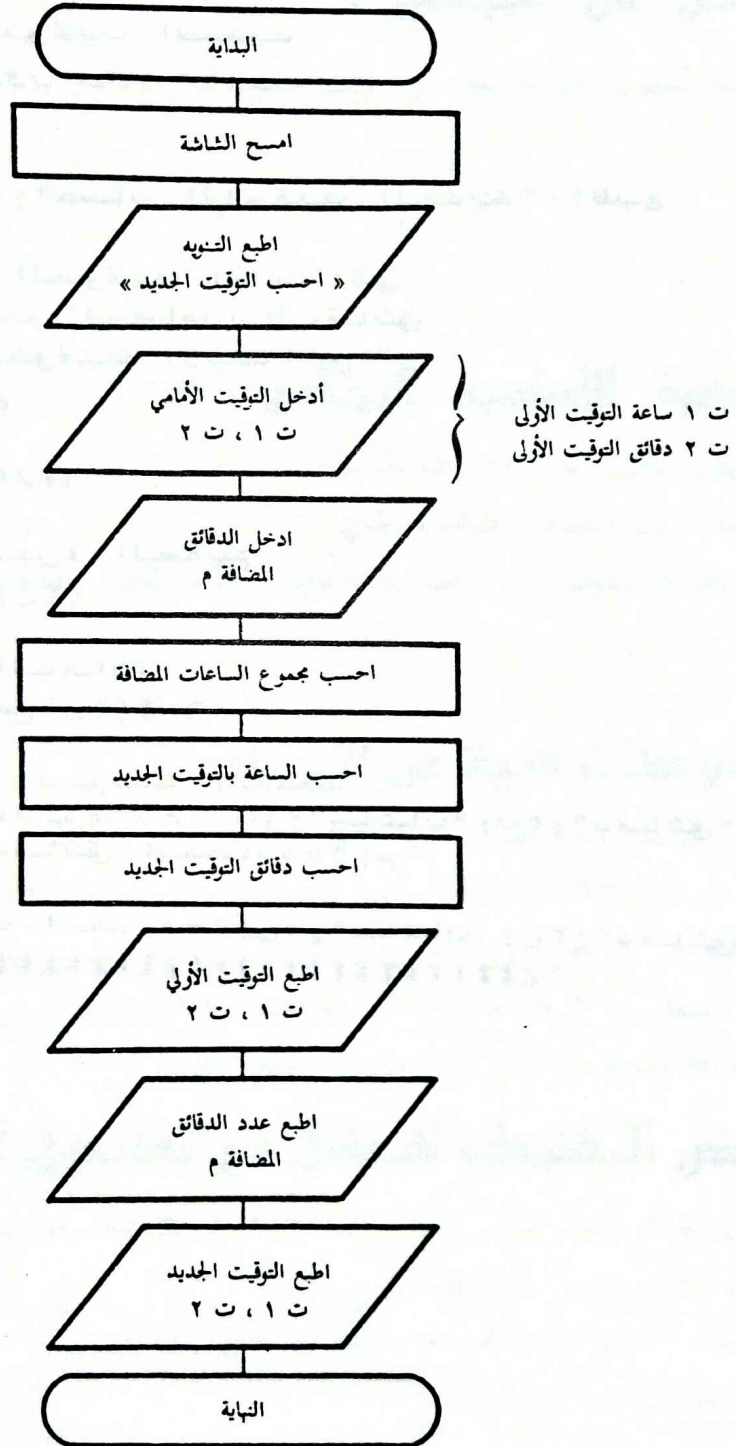 البداية
امسح الشاشة
اطبع التنويه
« احسب التوقيت الجديد »
أدخل التوقيت الأمامي
ت ١ ، ت ٢
ت ١ ساعة التوقيت الأولى
ت ٢ دقائق التوقيت الأولى
ادخل الدقائق
المضافة م
احسب مجموع الساعات المضافة
احسب الساعة بالتوقيت الجديد
احسب دقائق التوقيت الجديد
اطبع التوقيت الأولي
ت ١ ، ت ٢
اطبع عدد الدقائق
المضافة م
اطبع التوقيت الجديد
ت ١ ، ت ٢
النهاية